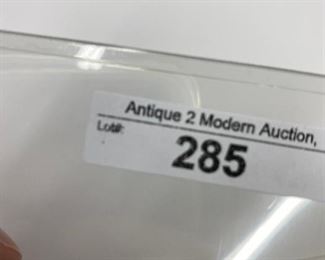 Antique 2 Modern Auction,
Lot#:
285